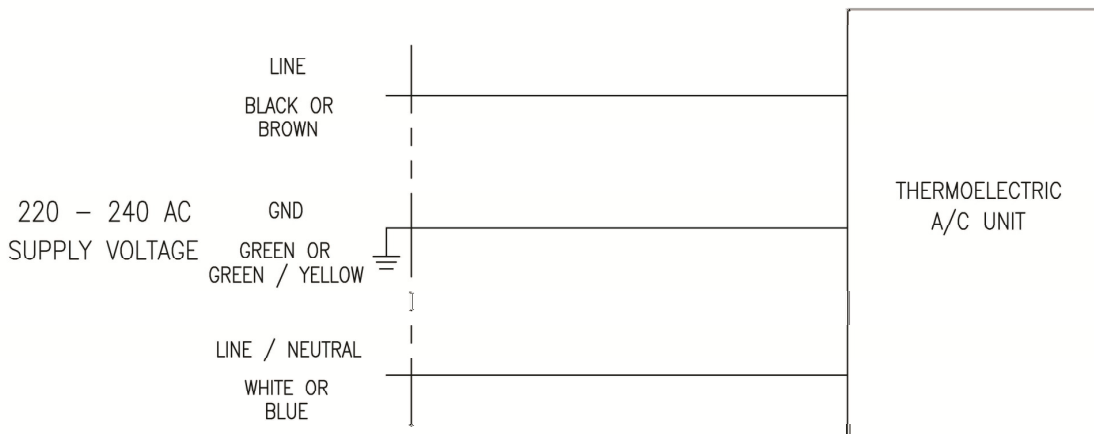 LINE
BLACK OR
BROWN
220 – 240 AC
SUPPLY VOLTAGE
GND
GREEN OR
GREEN / YELLOW
LINE / NEUTRAL
WHITE OR
BLUE
THERMOELECTRIC
A/C UNIT